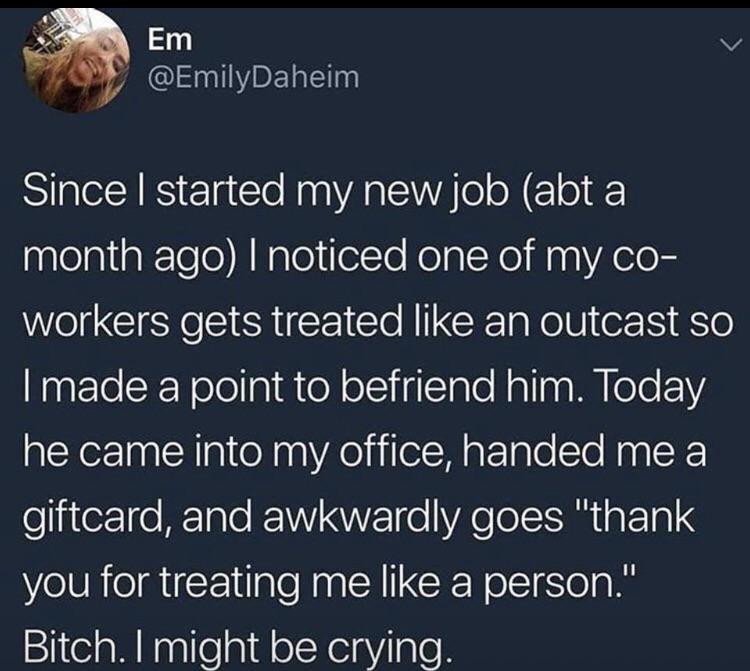 Em
@EmilyDaheim
Since I started my new job (abt a
month ago) I noticed one of my co-
workers gets treated like an outcast so
I made a point to befriend him. Today
he came into my office, handed me a
giftcard, and awkwardly goes "thank
you for treating me like a person."
Bitch. I might be crying.